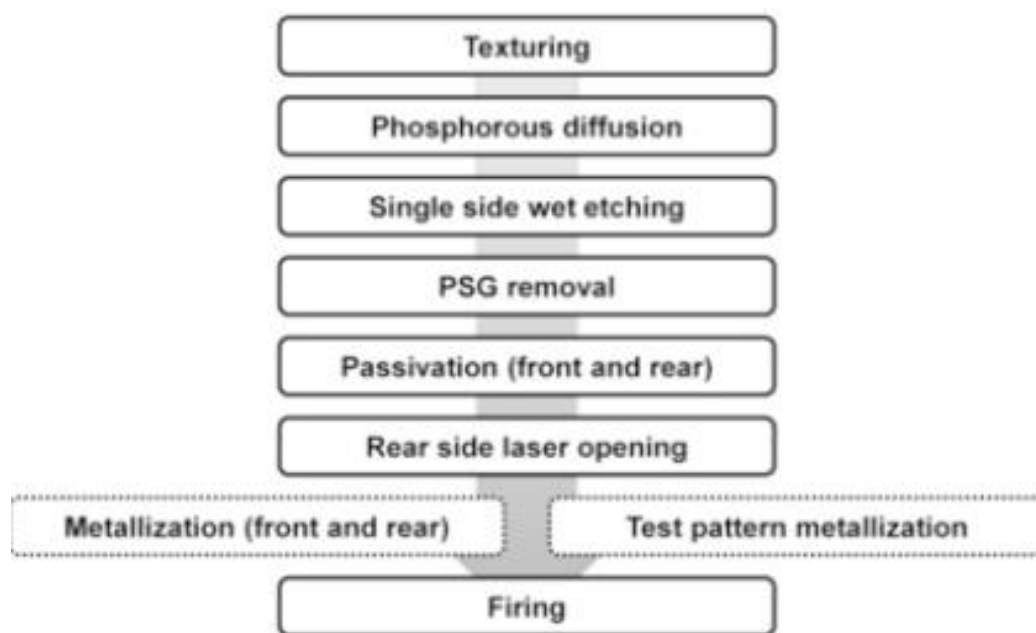 Texturing
Phosphorous diffusion
Single side wet etching
PSG removal
Passivation (front and rear)
Rear side laser opening
Metallization (front and rear)
Test pattern metallization
Firing